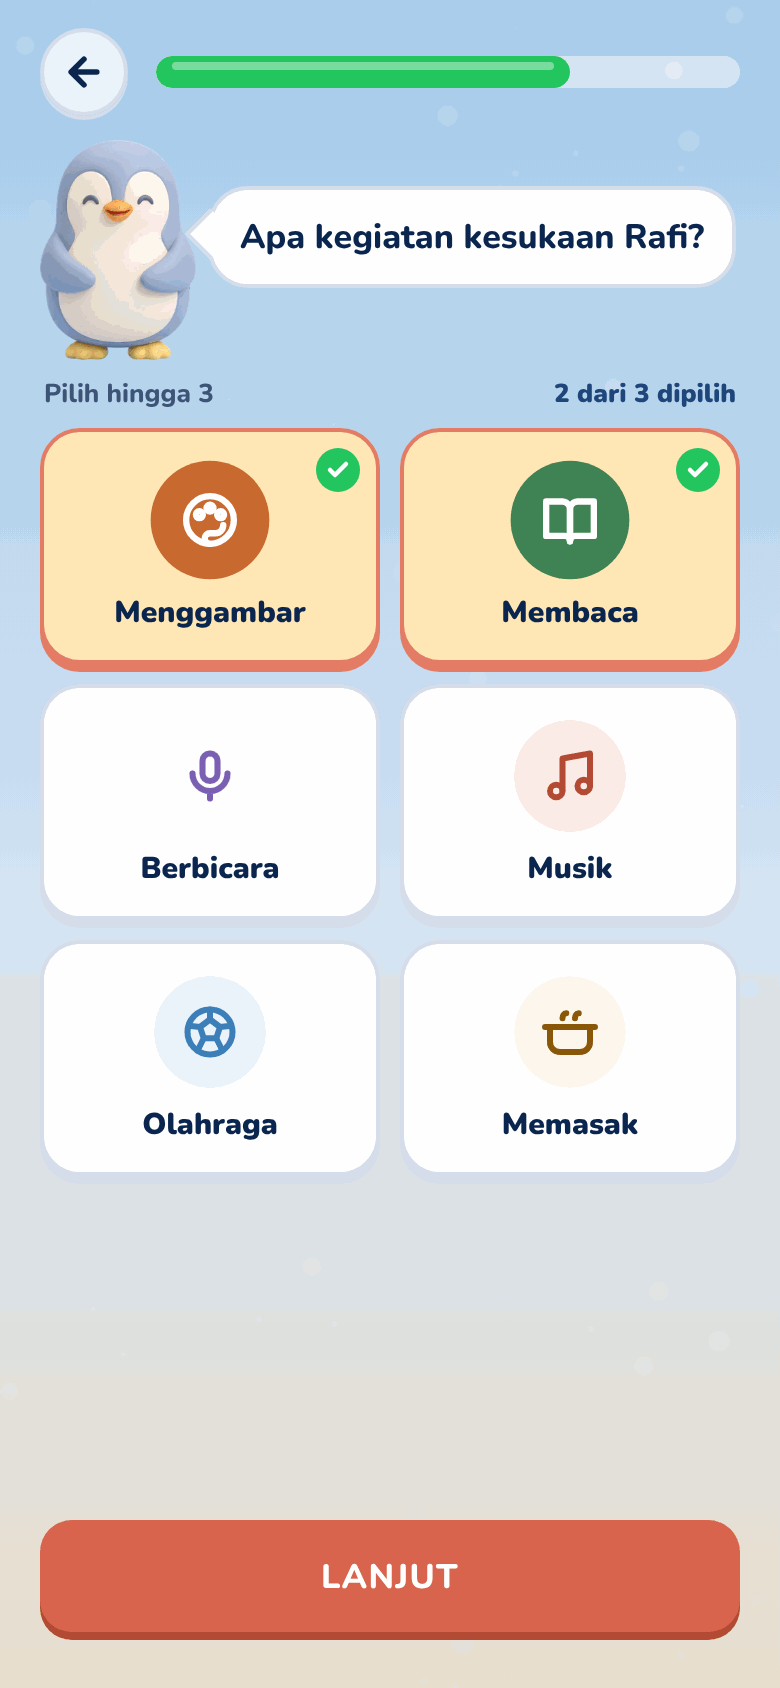 Apa kegiatan kesukaan Rafi?
Pilih hingga 3
2 dari 3 dipilih
Menggambar
Membaca
Berbicara
Musik
Olahraga
Memasak
LANJUT